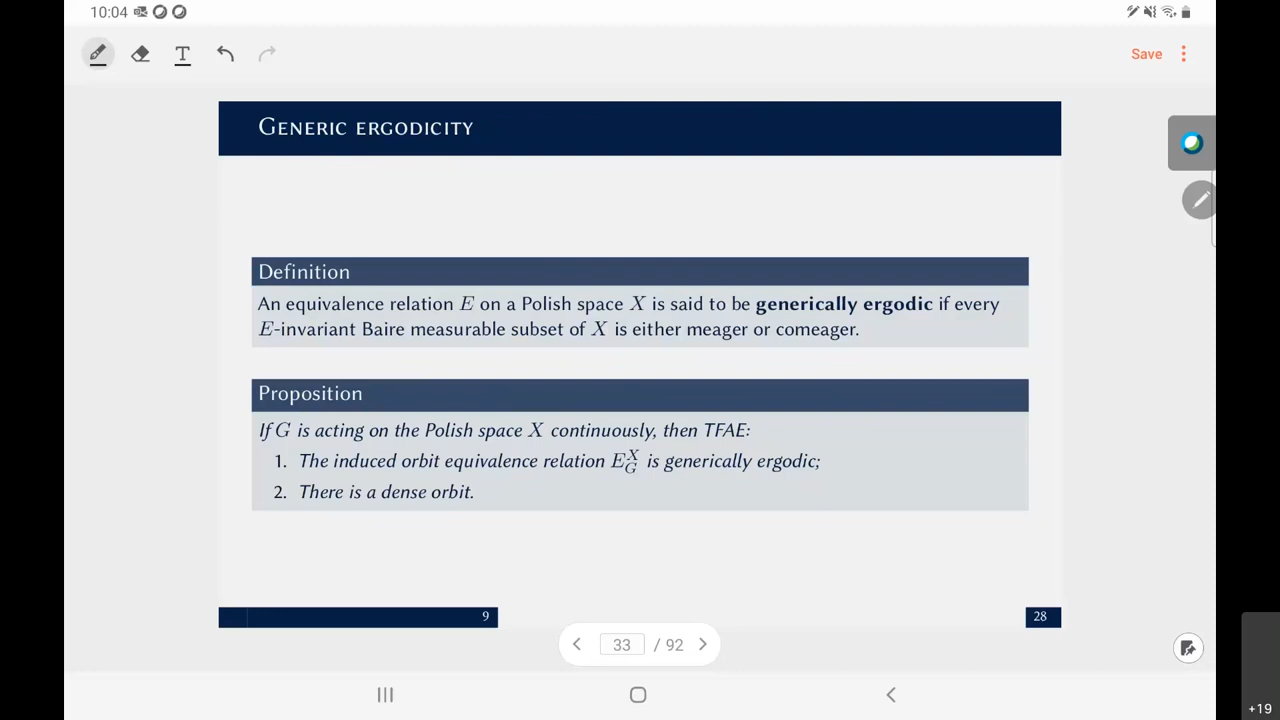 10:04
T
Save
GENERIC ERGODICITY
Definition
An equivalence relation E on a Polish space X is said to be generically ergodic if every
E-invariant Baire measurable subset of X is either meager or comeager.
Proposition
If G is acting on the Polish space X continuously, then TFAE:
1. The induced orbit equivalence relation E_G^X is generically ergodic;
2. There is a dense orbit.
9
28
33 / 92
+19